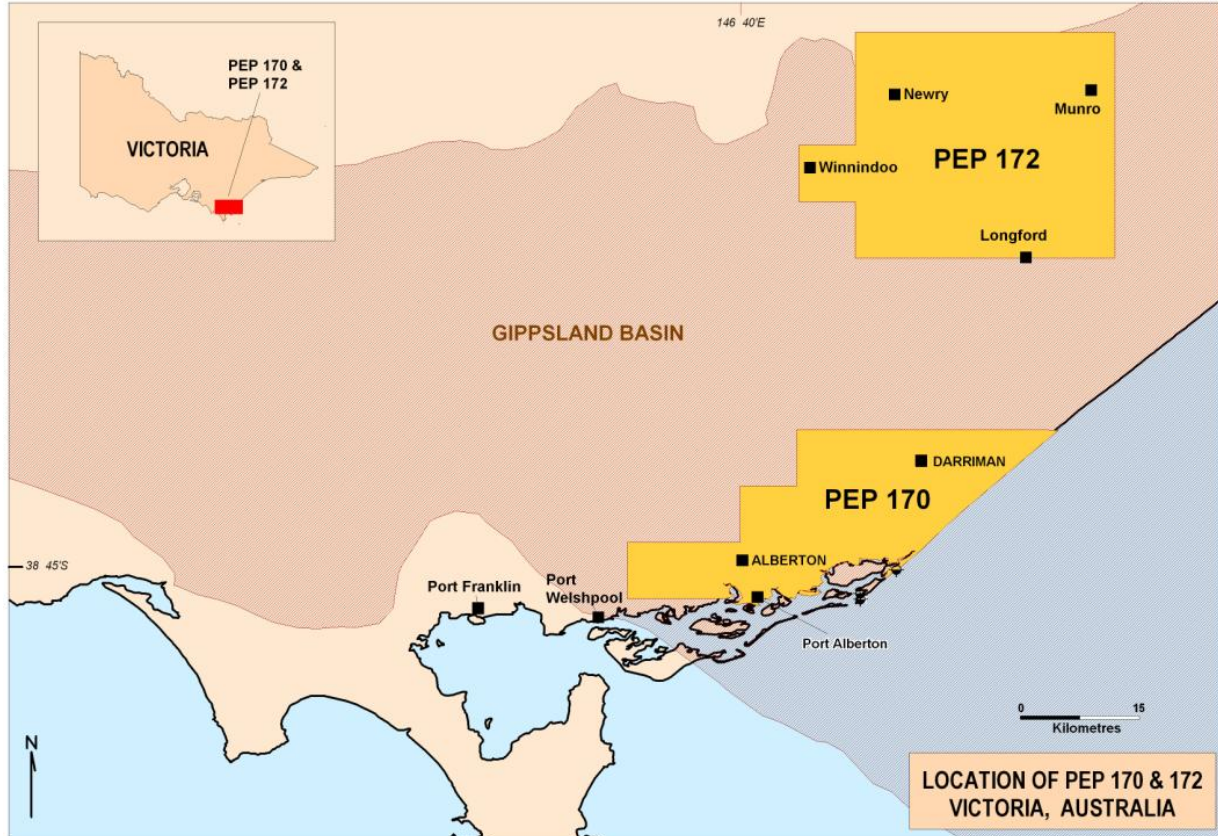 146 40'E
PEP 170 &
PEP 172
VICTORIA
Newry
Munro
Winnindoo
PEP 172
Longford
GIPPSLAND BASIN
DARRIMAN
PEP 170
38 45'S
ALBERTON
Port Franklin
Port
Welshpool
Port Alberton
0 15
Kilometres
N
LOCATION OF PEP 170 & 172
VICTORIA, AUSTRALIA